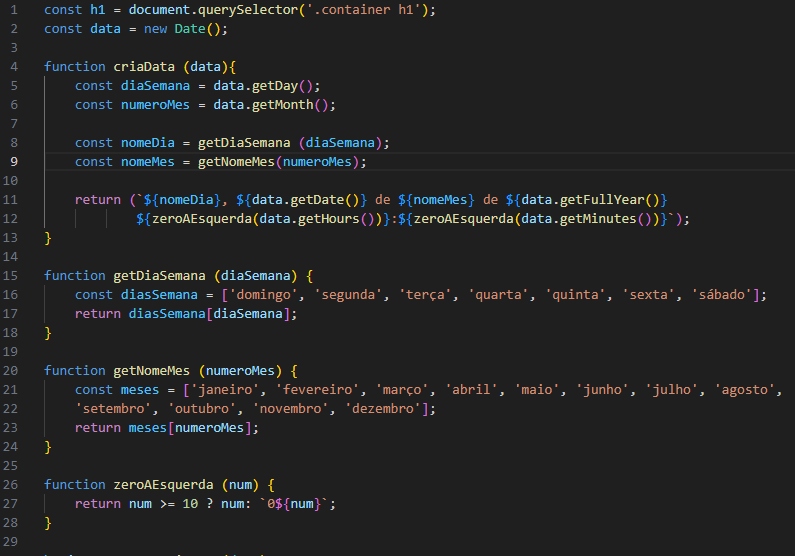 1 const h1 = document.querySelector('.container h1');
2 const data = new Date();
3
4 function criaData (data){
5 const diaSemana = data.getDay();
6 const numeroMes = data.getMonth();
7
8 const nomeDia = getDiaSemana (diaSemana);
9 const nomeMes = getNomeMes(numeroMes);
10
11 return (`${nomeDia}, ${data.getDate()} de ${nomeMes} de ${data.getFullYear()}
12 ${zeroAEsquerda(data.getHours())}:${zeroAEsquerda(data.getMinutes())}`);
13 }
14
15 function getDiaSemana (diaSemana) {
16 const diasSemana = ['domingo', 'segunda', 'terça', 'quarta', 'quinta', 'sexta', 'sábado'];
17 return diasSemana[diaSemana];
18 }
19
20 function getNomeMes (numeroMes) {
21 const meses = ['janeiro', 'fevereiro', 'março', 'abril', 'maio', 'junho', 'julho', 'agosto',
22 'setembro', 'outubro', 'novembro', 'dezembro'];
23 return meses[numeroMes];
24 }
25
26 function zeroAEsquerda (num) {
27 return num >= 10 ? num: `0${num}`;
28 }
29